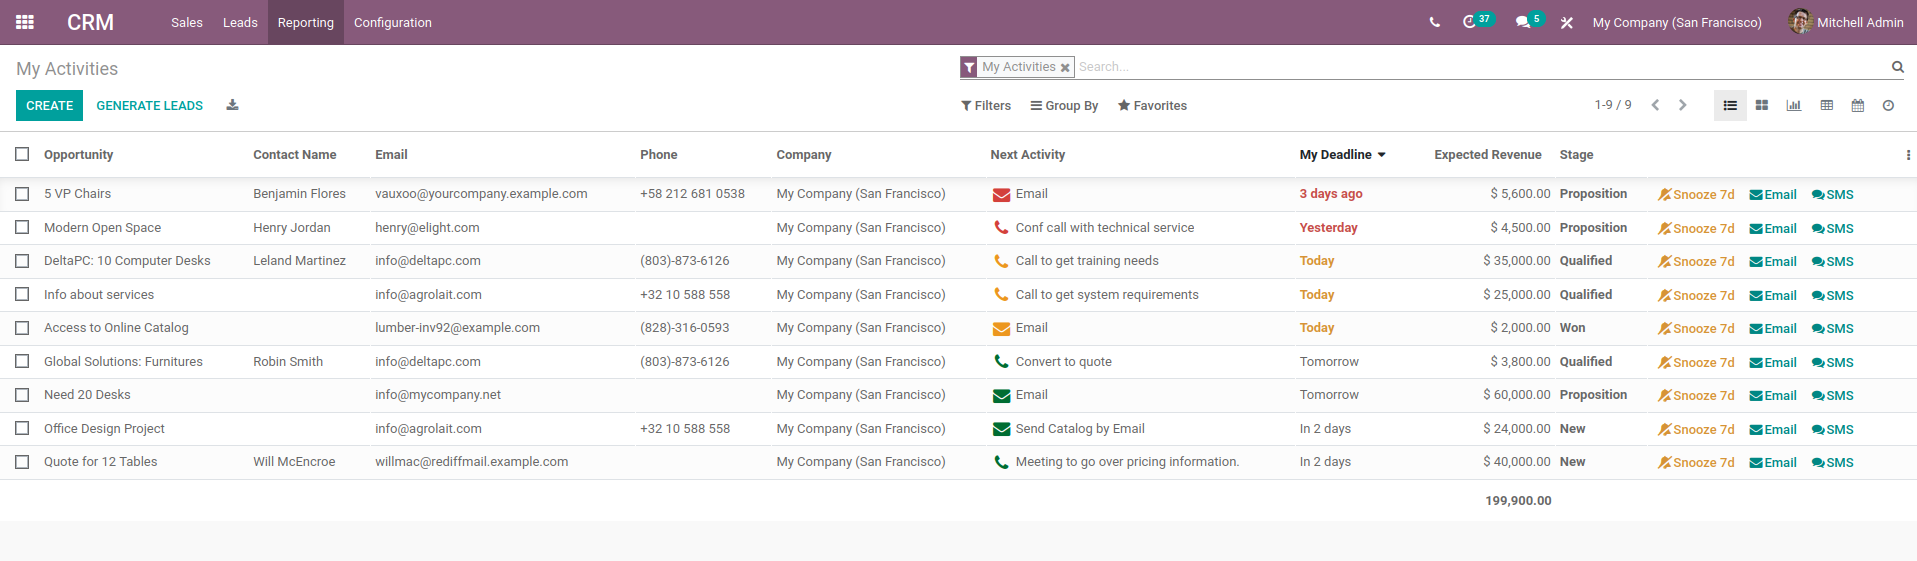 CRM Sales Leads Reporting Configuration 37 5 My Company (San Francisco) Mitchell Admin
My Activities My Activities Search...
CREATE GENERATE LEADS Filters Group By Favorites 1-9 / 9
Opportunity Contact Name Email Phone Company Next Activity My Deadline Expected Revenue Stage
5 VP Chairs Benjamin Flores vauxoo@yourcompany.example.com +58 212 681 0538 My Company (San Francisco) Email 3 days ago $ 5,600.00 Proposition Snooze 7d Email SMS
Modern Open Space Henry Jordan henry@elight.com My Company (San Francisco) Conf call with technical service Yesterday $ 4,500.00 Proposition Snooze 7d Email SMS
DeltaPC: 10 Computer Desks Leland Martinez info@deltapc.com (803)-873-6126 My Company (San Francisco) Call to get training needs Today $ 35,000.00 Qualified Snooze 7d Email SMS
Info about services info@agrolait.com +32 10 588 558 My Company (San Francisco) Call to get system requirements Today $ 25,000.00 Qualified Snooze 7d Email SMS
Access to Online Catalog lumber-inv92@example.com (828)-316-0593 My Company (San Francisco) Email Today $ 2,000.00 Won Snooze 7d Email SMS
Global Solutions: Furnitures Robin Smith info@deltapc.com (803)-873-6126 My Company (San Francisco) Convert to quote Tomorrow $ 3,800.00 Qualified Snooze 7d Email SMS
Need 20 Desks info@mycompany.net My Company (San Francisco) Email Tomorrow $ 60,000.00 Proposition Snooze 7d Email SMS
Office Design Project info@agrolait.com +32 10 588 558 My Company (San Francisco) Send Catalog by Email In 2 days $ 24,000.00 New Snooze 7d Email SMS
Quote for 12 Tables Will McEncroe willmac@rediffmail.example.com My Company (San Francisco) Meeting to go over pricing information. In 2 days $ 40,000.00 New Snooze 7d Email SMS
199,900.00